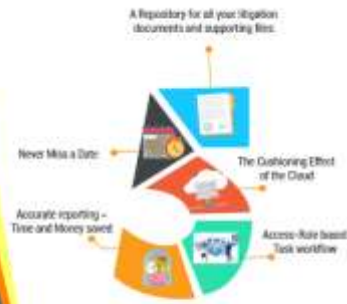 A Repository for all your litigation
documents and supporting files
Never Miss a Date
The Cushioning Effect
of the Cloud
Accurate reporting –
Time and Money saved
Access-Role based
Task workflow